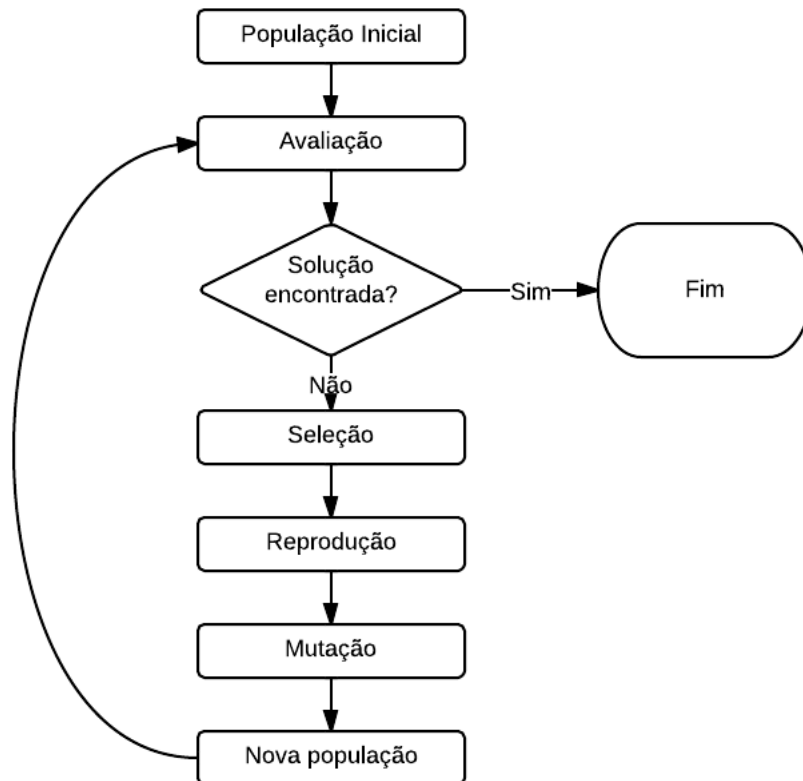 População Inicial
Avaliação
Solução
encontrada?
Sim
Fim
Não
Seleção
Reprodução
Mutação
Nova população